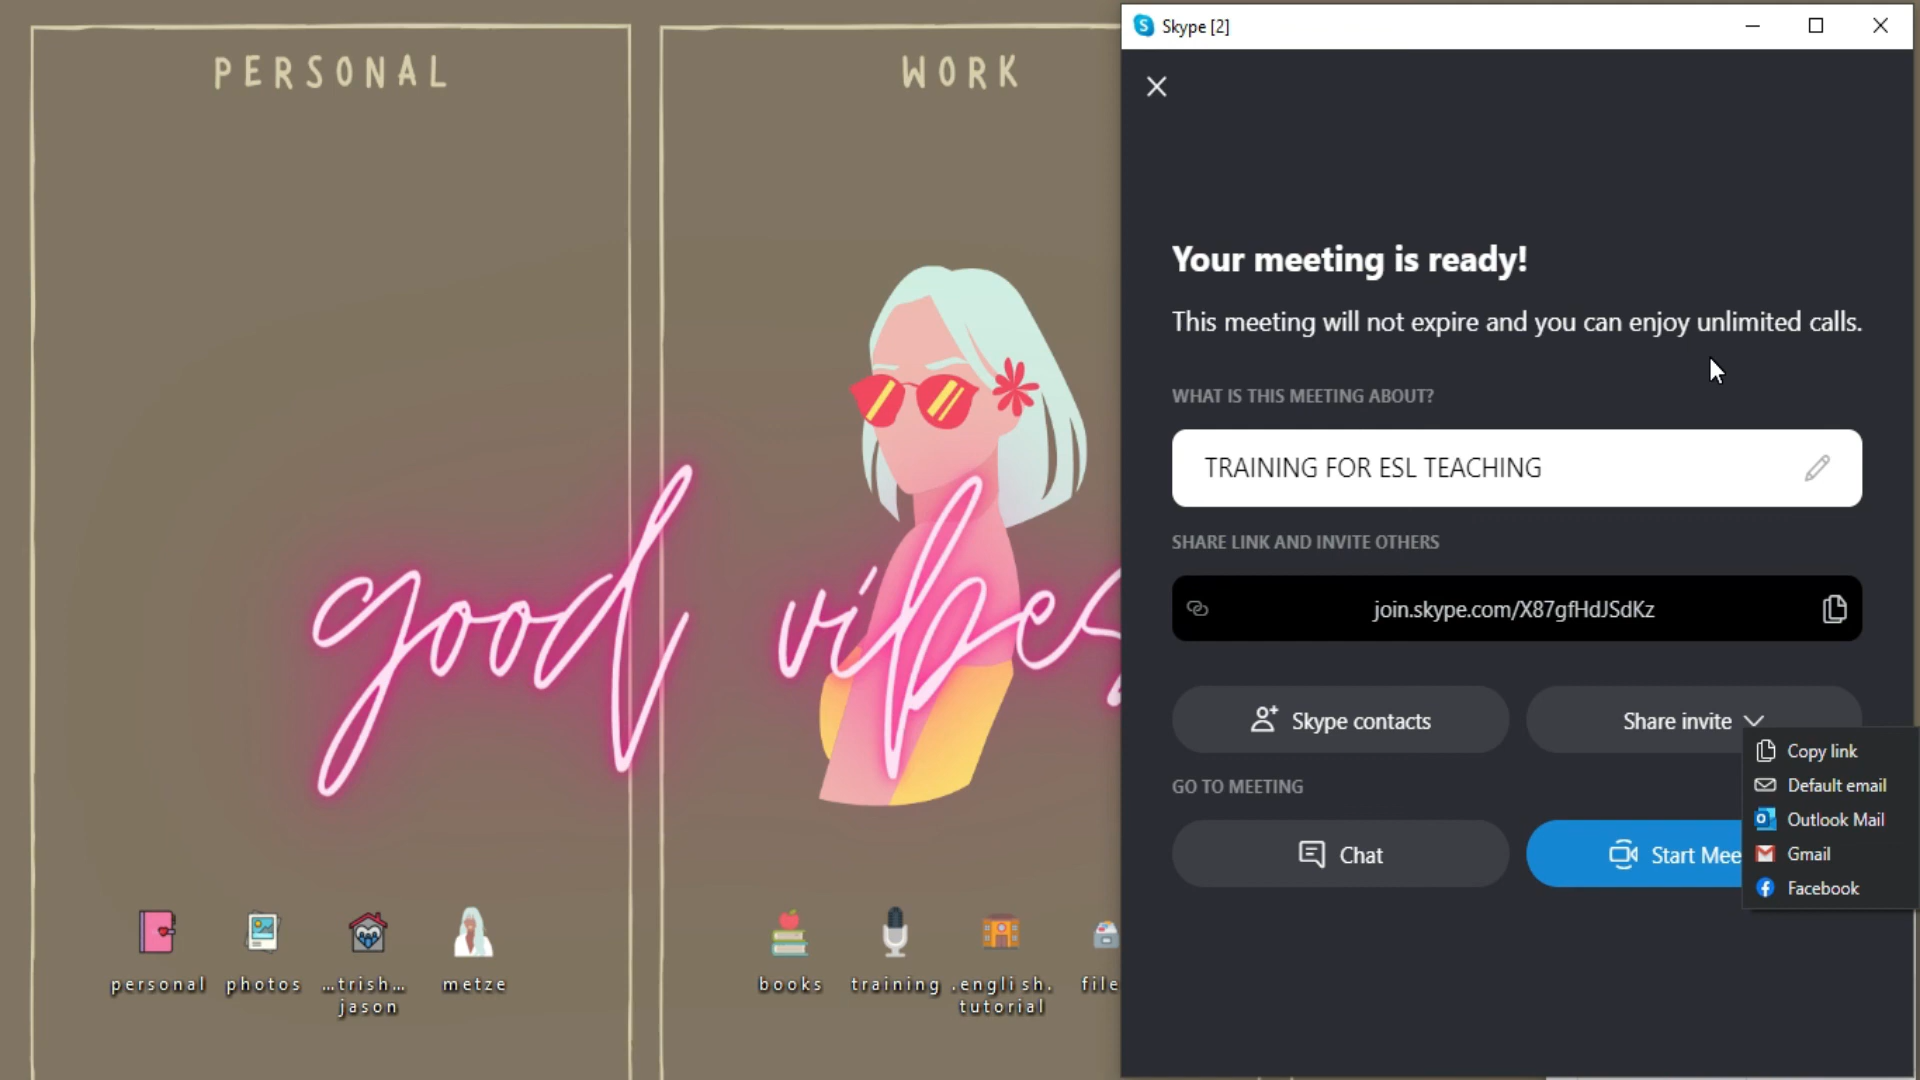 PERSONAL
WORK
good vibes
personal
photos
...trish...
jason
metze
books
training
.english.
tutorial
file
Skype [2]
Your meeting is ready!
This meeting will not expire and you can enjoy unlimited calls.
WHAT IS THIS MEETING ABOUT?
TRAINING FOR ESL TEACHING
SHARE LINK AND INVITE OTHERS
join.skype.com/X87gfHdJSdKz
Skype contacts
Share invite
Copy link
Default email
Outlook Mail
Gmail
Facebook
GO TO MEETING
Chat
Start Mee